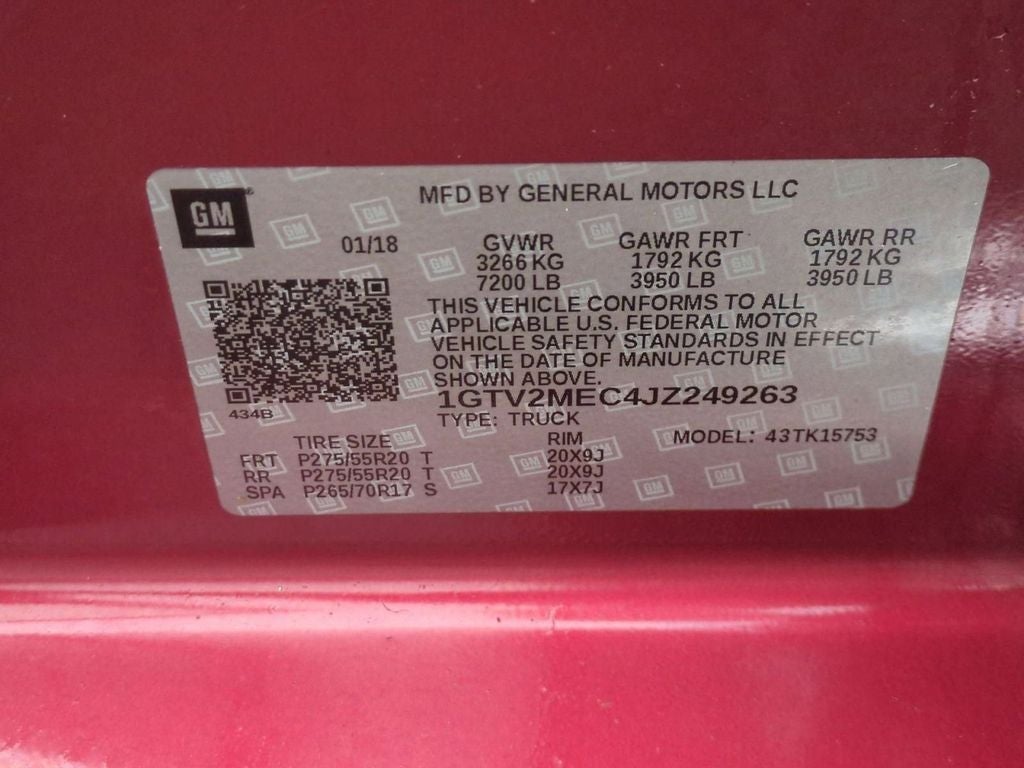 GM
MFD BY GENERAL MOTORS LLC
01/18 GVWR GAWR FRT GAWR RR
3266 KG 1792 KG 1792 KG
7200 LB 3950 LB 3950 LB
THIS VEHICLE CONFORMS TO ALL
APPLICABLE U.S. FEDERAL MOTOR
VEHICLE SAFETY STANDARDS IN EFFECT
ON THE DATE OF MANUFACTURE
SHOWN ABOVE.
1GTV2MEC4JZ249263
434B
TYPE: TRUCK
TIRE SIZE RIM MODEL: 43TK15753
FRT P275/55R20 T 20X9J
RR P275/55R20 T 20X9J
SPA P265/70R17 S 17X7J